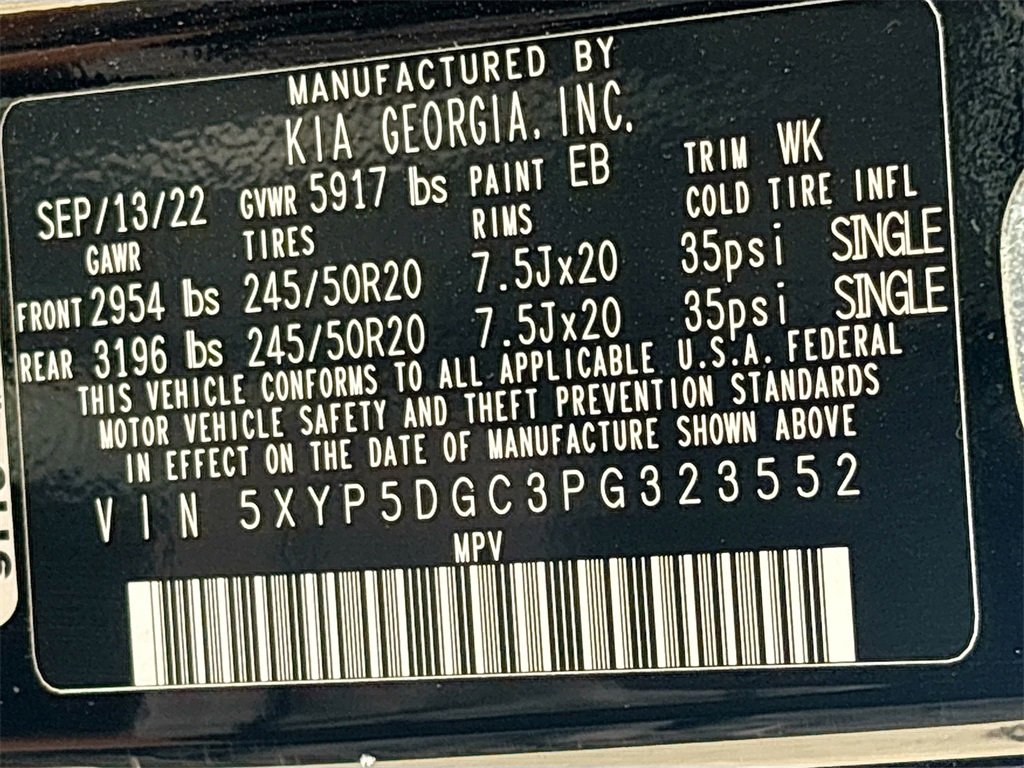 MANUFACTURED BY
KIA GEORGIA. INC.
SEP/13/22 GVWR 5917 lbs PAINT EB TRIM WK
GAWR TIRES RIMS COLD TIRE INFL
FRONT 2954 lbs 245/50R20 7.5Jx20 35psi SINGLE
REAR 3196 lbs 245/50R20 7.5Jx20 35psi SINGLE
THIS VEHICLE CONFORMS TO ALL APPLICABLE U.S.A. FEDERAL
MOTOR VEHICLE SAFETY AND THEFT PREVENTION STANDARDS
IN EFFECT ON THE DATE OF MANUFACTURE SHOWN ABOVE
VIN 5XYP5DGC3PG323552
MPV